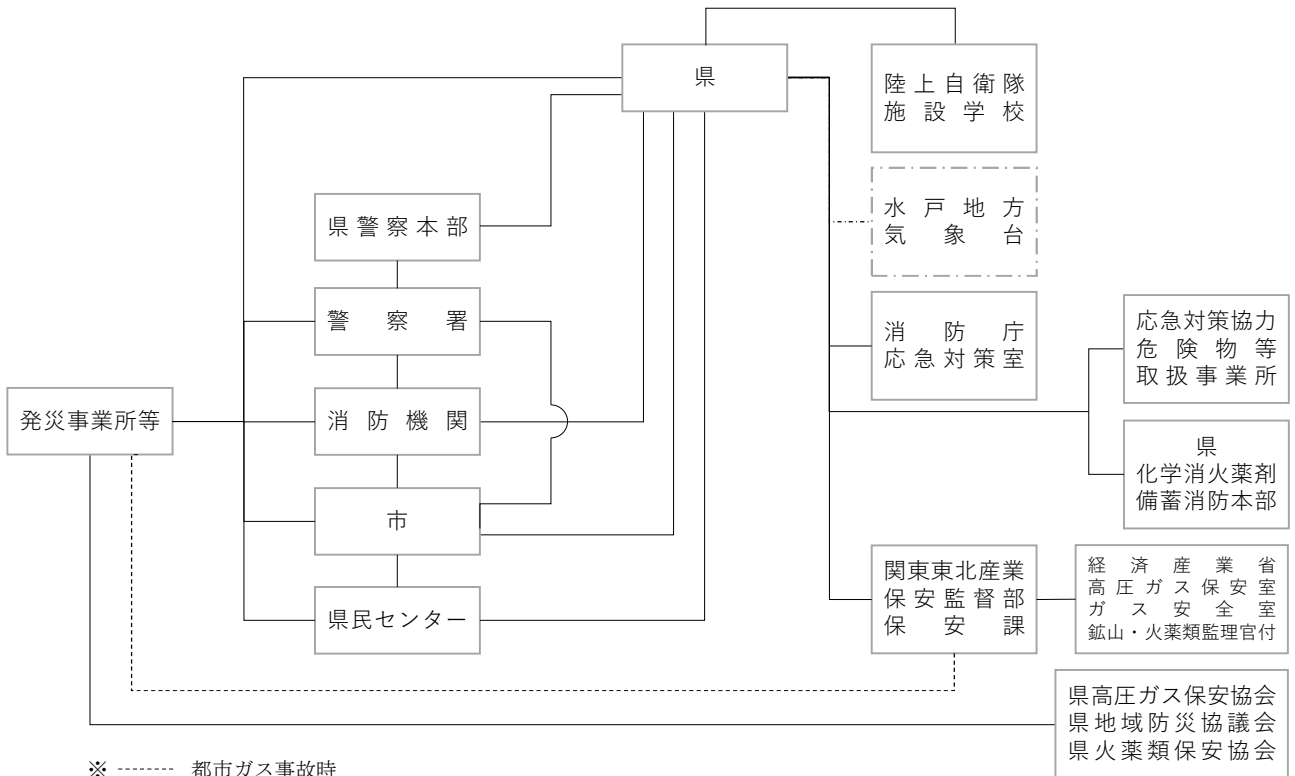 県
陸上自衛隊
施設学校
水戸地方
気象台
県警察本部
警察署
消防庁
応急対策室
応急対策協力
危険物等
取扱事業所
発災事業所等
消防機関
県
化学消火薬剤
備蓄消防本部
市
関東東北産業
保安監督部
保安課
経済産業省
高圧ガス保安室
ガス安全室
鉱山・火薬類監理官付
県民センター
県高圧ガス保安協会
県地域防災協議会
県火薬類保安協会
※ ------- 都市ガス事故時